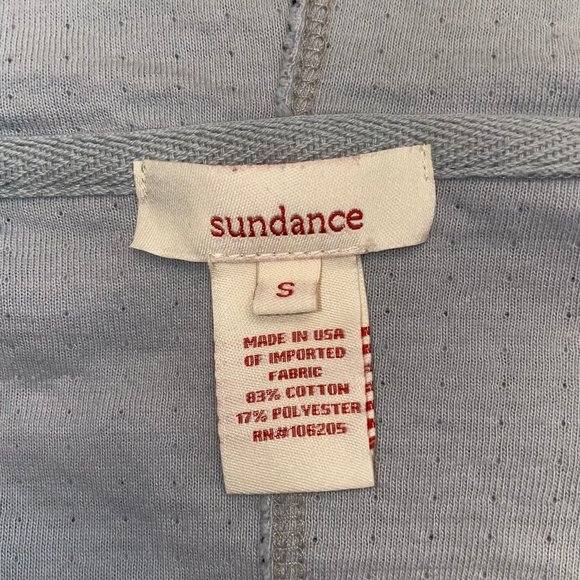 sundance
S
MADE IN USA
OF IMPORTED
FABRIC
83% COTTON
17% POLYESTER
RN#106205